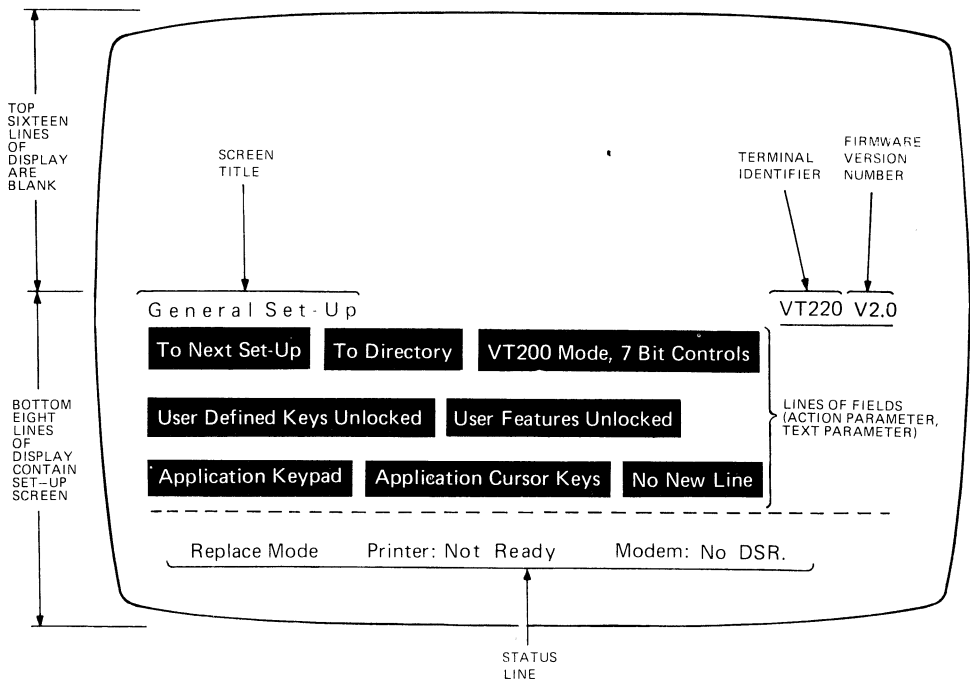 TOP
SIXTEEN
LINES
OF
DISPLAY
ARE
BLANK
SCREEN
TITLE
TERMINAL
IDENTIFIER
FIRMWARE
VERSION
NUMBER
General Set-Up
VT220 V2.0
To Next Set-Up To Directory VT200 Mode, 7 Bit Controls
User Defined Keys Unlocked User Features Unlocked
Application Keypad Application Cursor Keys No New Line
LINES OF FIELDS
(ACTION PARAMETER,
TEXT PARAMETER)
BOTTOM
EIGHT
LINES
OF
DISPLAY
CONTAIN
SET-UP
SCREEN
Replace Mode Printer: Not Ready Modem: No DSR.
STATUS
LINE